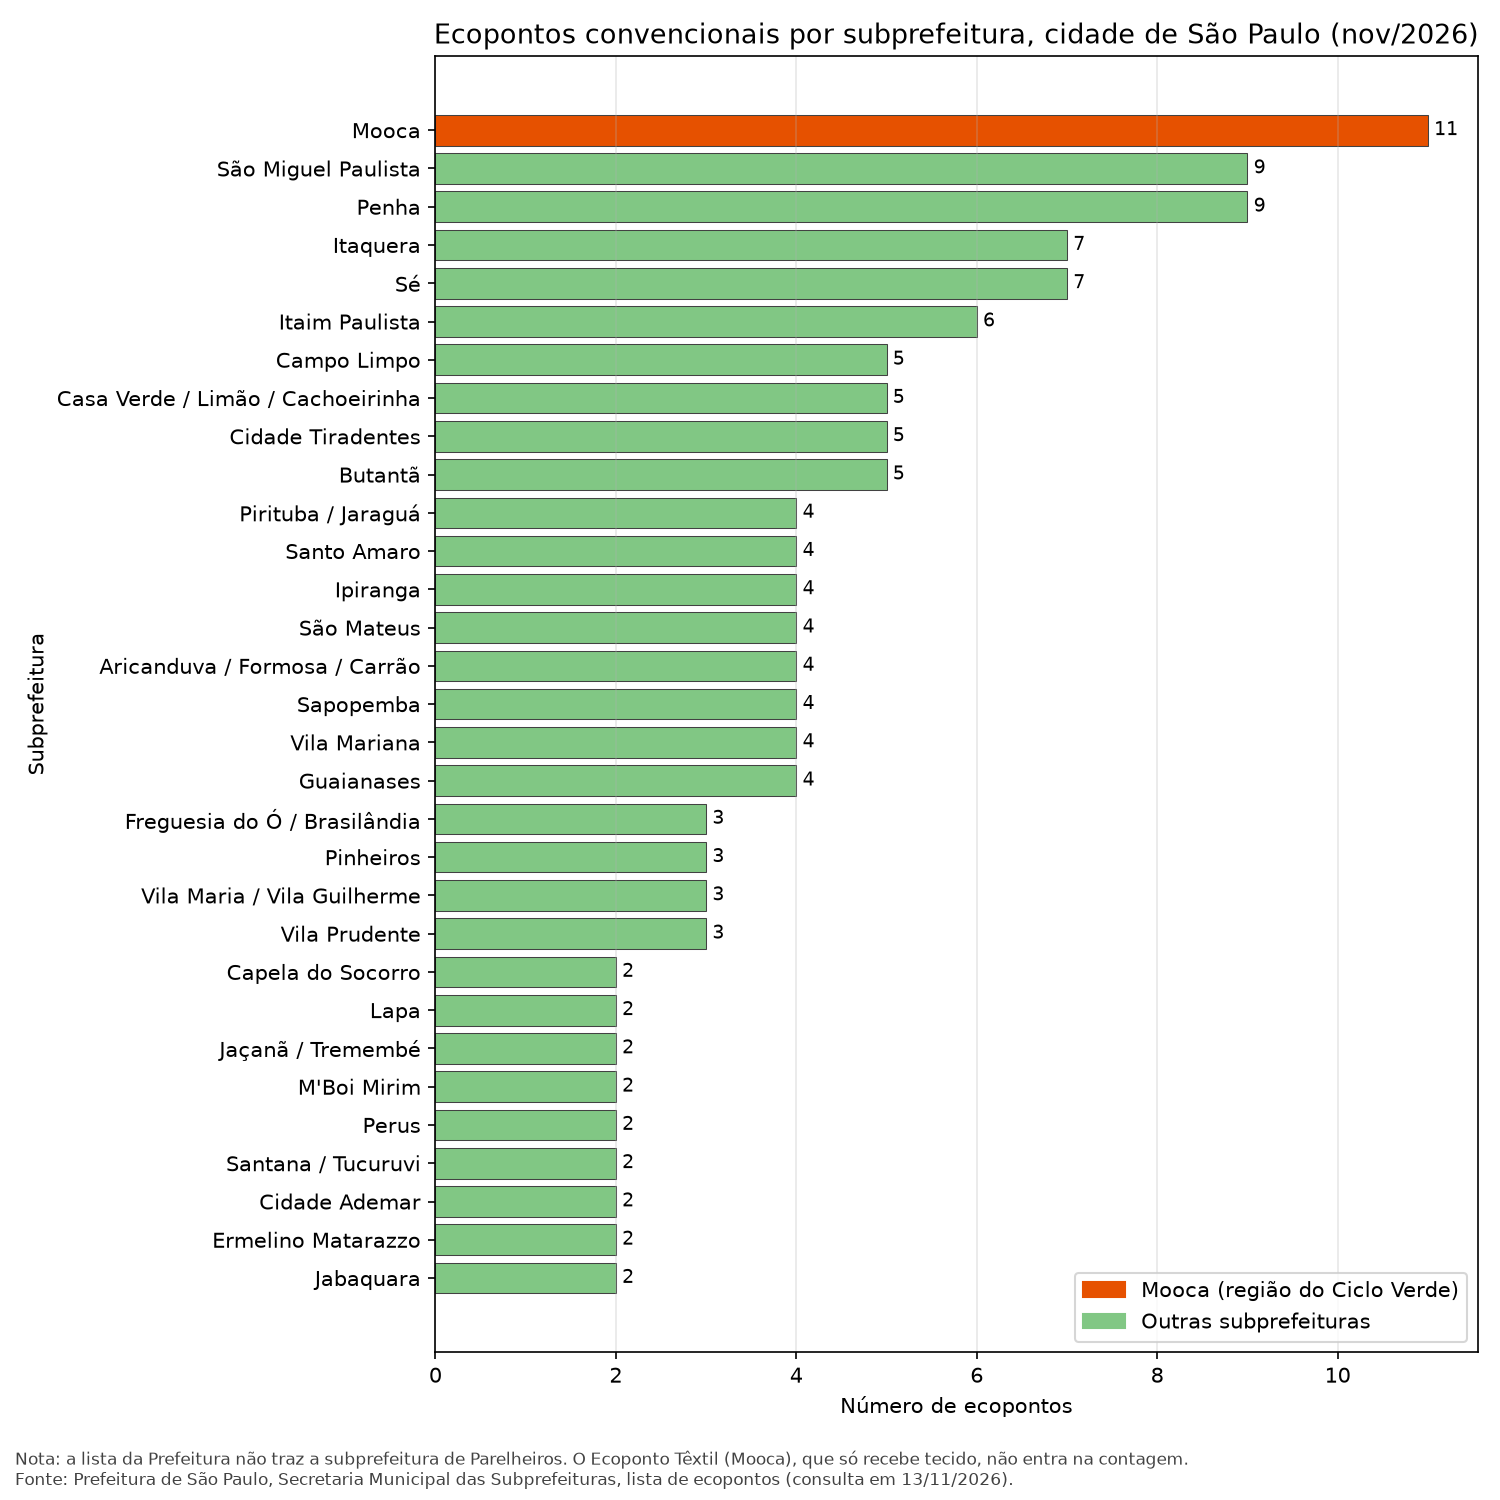 Ecopontos convencionais por subprefeitura, cidade de São Paulo (nov/2026)
Mooca 11
São Miguel Paulista 9
Penha 9
Itaquera 7
Sé 7
Itaim Paulista 6
Campo Limpo 5
Casa Verde / Limão / Cachoeirinha 5
Cidade Tiradentes 5
Butantã 5
Pirituba / Jaraguá 4
Santo Amaro 4
Ipiranga 4
São Mateus 4
Aricanduva / Formosa / Carrão 4
Sapopemba 4
Vila Mariana 4
Guaianases 4
Freguesia do Ó / Brasilândia 3
Pinheiros 3
Vila Maria / Vila Guilherme 3
Vila Prudente 3
Capela do Socorro 2
Lapa 2
Jaçanã / Tremembé 2
M'Boi Mirim 2
Perus 2
Santana / Tucuruvi 2
Cidade Ademar 2
Ermelino Matarazzo 2
Jabaquara 2
Subprefeitura
Mooca (região do Ciclo Verde)
Outras subprefeituras
0 2 4 6 8 10
Número de ecopontos
Nota: a lista da Prefeitura não traz a subprefeitura de Parelheiros. O Ecoponto Têxtil (Mooca), que só recebe tecido, não entra na contagem.
Fonte: Prefeitura de São Paulo, Secretaria Municipal das Subprefeituras, lista de ecopontos (consulta em 13/11/2026).